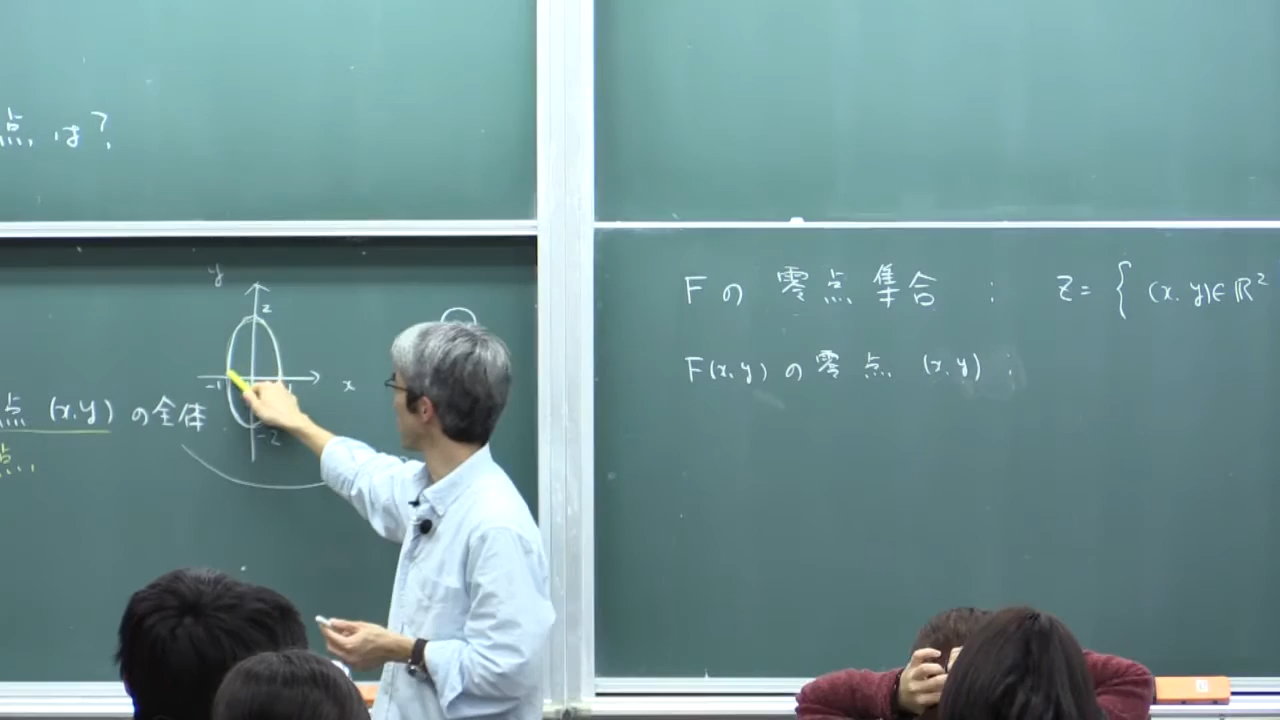 点は?
y
2
-1
x
-2
点 (x,y) の全体
点,
Fの 零点集合 : Z = { (x,y)∈ℝ²
F(x,y) の零点 (x,y) ;